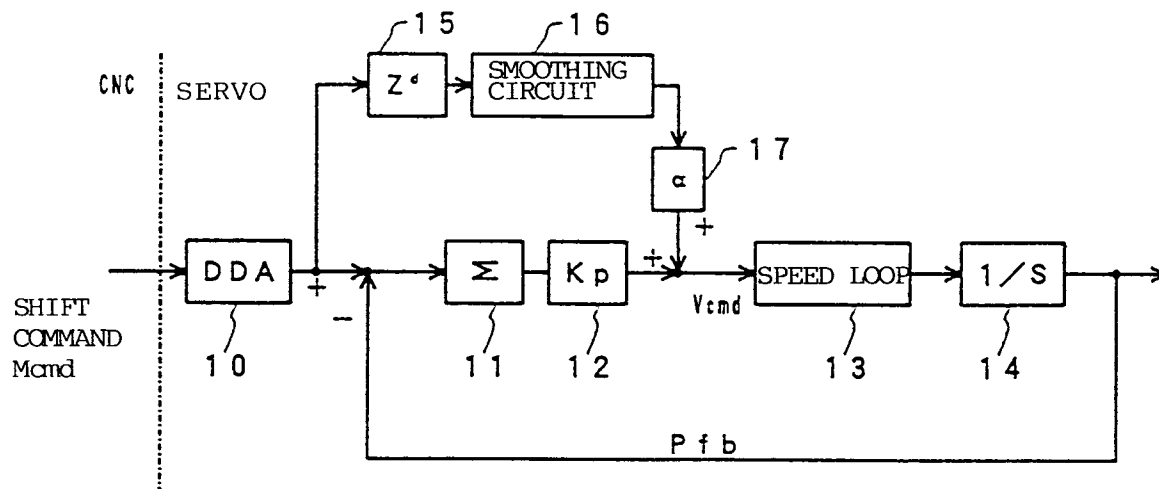 15
16
CNC
SERVO
Z^d
SMOOTHING
CIRCUIT
17
α
+
DDA
+
−
Σ
Kp
+
SPEED LOOP
1/S
Vcmd
SHIFT
COMMAND
Mcmd
10
11
12
13
14
Pfb